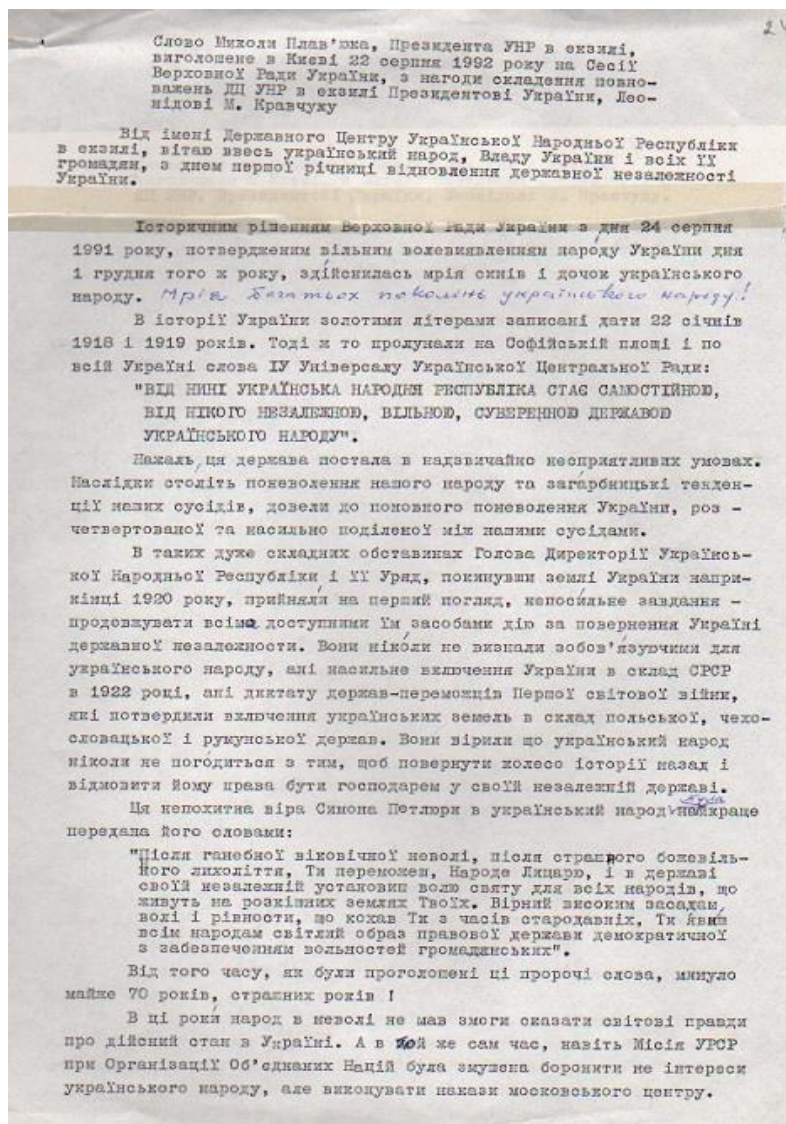 24
Слово Миколи Плав'юка, Президента УНР в екзилі,
виголошене в Києві 22 серпня 1992 року на Сесії
Верховної Ради України, з нагоди складення повно-
важень ДЦ УНР в екзилі Президентові України, Лео-
нідові М. Кравчуку
Від імені Державного Центру Української Народньої Республіки
в екзилі, вітаю ввесь український народ, Владу України і всіх її
громадян, з днем першої річниці відновлення державної незалежності
України.
Історичним рішенням Верховної Ради України з дня 24 серпня
1991 року, потвердженим вільним волевиявленням народу України дня
1 грудня того ж року, здійснилась мрія синів і дочок українського
народу. Мрія багатьох поколінь українського народу!
В історії України золотими літерами записані дати 22 січнів
1918 і 1919 років. Тоді ж то пролунали на Софійській площі і по
всій Україні слова ІУ Універсалу Української Центральної Ради:
"ВІД НИНІ УКРАЇНСЬКА НАРОДНЯ РЕСПУБЛІКА СТАЄ САМОСТІЙНОЮ,
ВІД НІКОГО НЕЗАЛЕЖНОЮ, ВІЛЬНОЮ, СУВЕРЕННОЮ ДЕРЖАВОЮ
УКРАЇНСЬКОГО НАРОДУ".
Нажаль, ця держава постала в надзвичайно несприятливих умовах.
Наслідки століть поневолення нашого народу та загарбницькі тенден-
ції наших сусідів, довели до поновного поневолення України, роз -
четвертованої та насильно поділеної між нашими сусідами.
В таких дуже складних обставинах Голова Директорії Українсь-
кої Народньої Республіки і її Уряд, покинувши землі України напри-
кінці 1920 року, прийняли на перший погляд, непосильне завдання -
продовжувати всіма доступними їм засобами дію за повернення Україні
державної незалежности. Вони ніколи не визнали зобов'язуючими для
українського народу, ані насильне включення України в склад СРСР
в 1922 році, ані диктату держав-переможців Першої світової війни,
які потвердили включення українських земель в склад польської, чехо-
словацької і румунської держав. Вони вірили що український народ
ніколи не погодиться з тим, щоб повернути колесо історії назад і
відмовити йому права бути господарем у своїй незалежній державі.
Ця непохитна віра Симона Петлюри в український народ була найкраще
передана його словами:
"Після ганебної віковічної неволі, після страшного божевіль-
ного лихоліття, Ти переможеш, Народе Лицарю, і в державі
своїй незалежній установиш волю святу для всіх народів, що
живуть на розкішних землях Твоїх. Вірний високим засадам
волі і рівности, що кохав Ти з часів стародавніх, Ти явиш
всім народам світлий образ правової держави демократичної
з забезпеченням вольностей громадянських".
Від того часу, як були проголошені ці пророчі слова, минуло
майже 70 років, страшних років !
В ці роки народ в неволі не мав змоги сказати світові правди
про дійсний стан в Україні. А в той же сам час, навіть Місія УРСР
при Організації Об'єднаних Націй була змушена боронити не інтереси
українського народу, але виконувати накази московського центру.